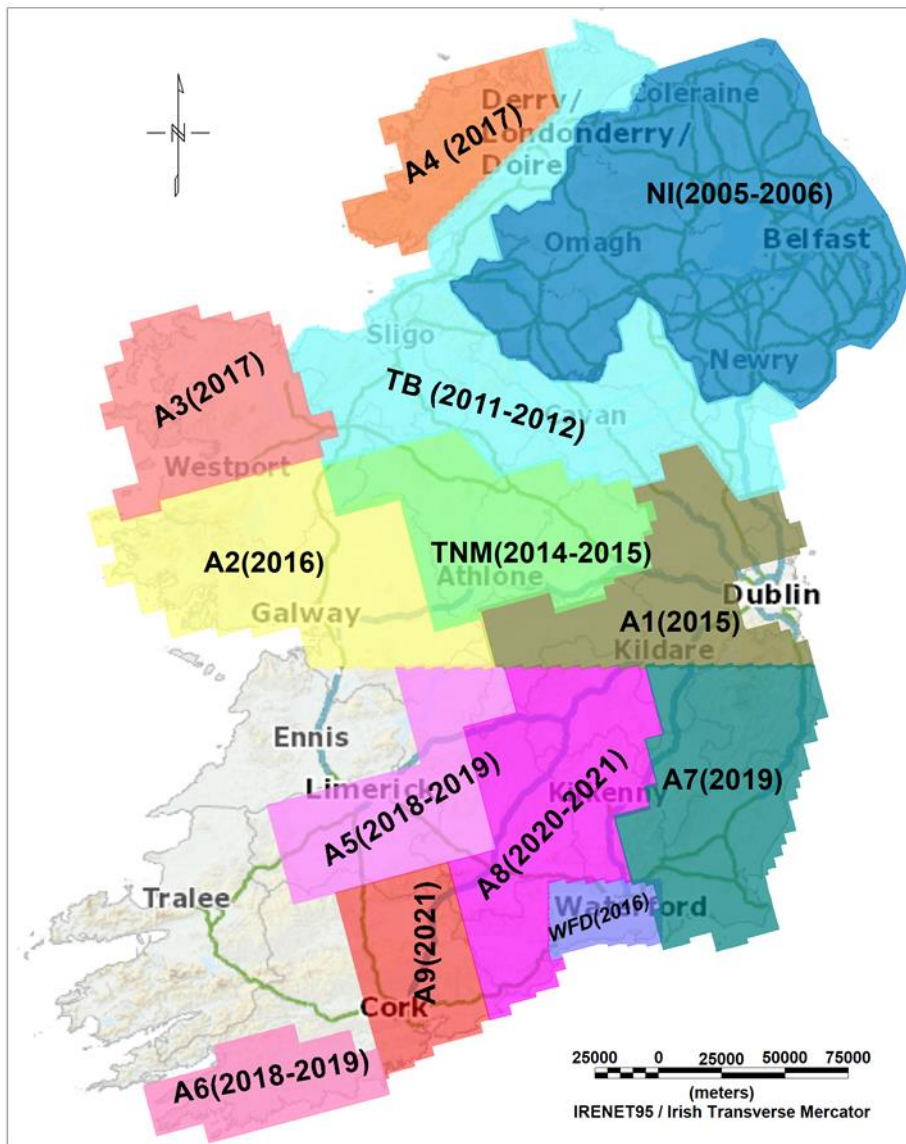 N
Derry/
Londonderry/
Doire
Coleraine
A4 (2017)
NI(2005-2006)
Omagh
Belfast
Sligo
Newry
A3(2017)
TB (2011-2012)
Cavan
Westport
A2(2016)
TNM(2014-2015)
Athlone
Galway
Dublin
A1(2015)
Kildare
Ennis
Limerick
A5(2018-2019)
Kilkenny
A7(2019)
A8(2020-2021)
Tralee
Waterford
WFD(2016)
A9(2021)
Cork
A6(2018-2019)
25000 0 25000 50000 75000
(meters)
IRENET95 / Irish Transverse Mercator